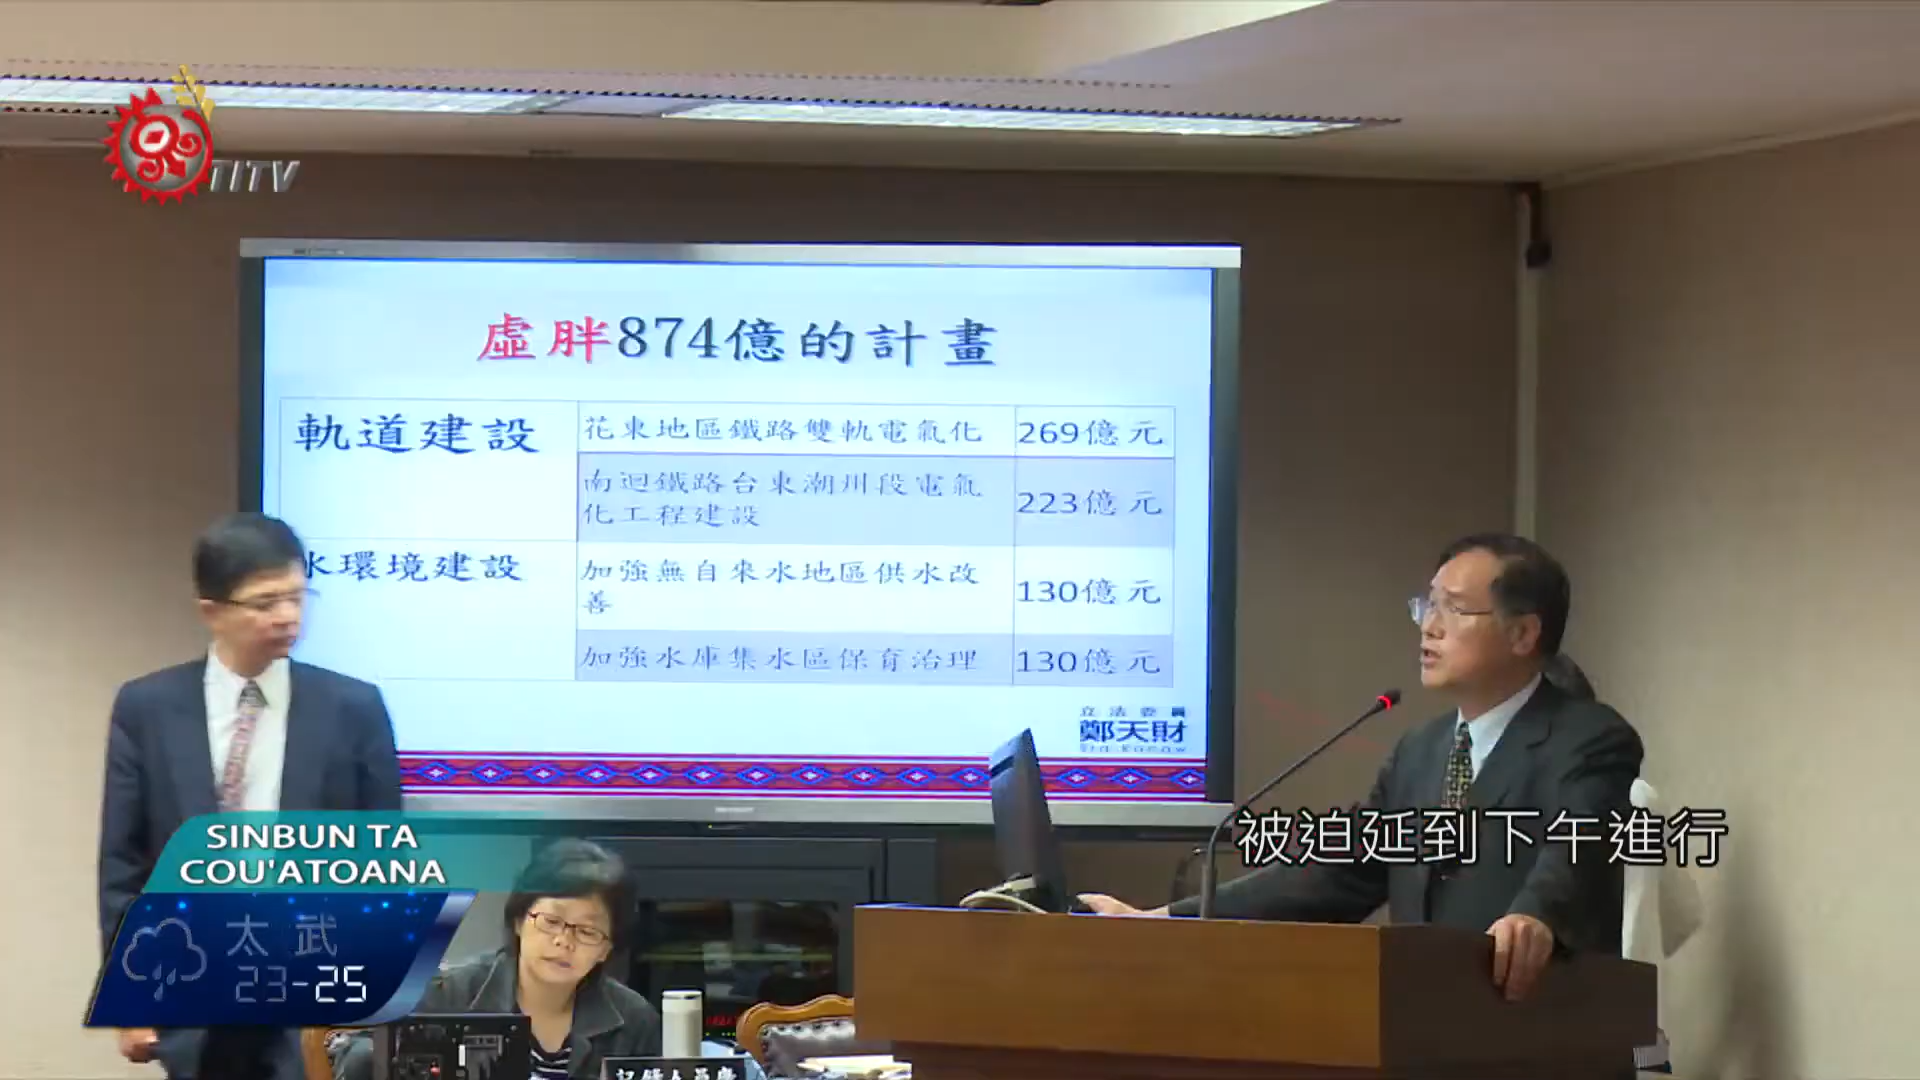 TITV
虛胖874億的計畫
軌道建設
花東地區鐵路雙軌電氣化
269億元
南迴鐵路台東潮州段電氣
化工程建設
223億元
水環境建設
加強無自來水地區供水改
善
130億元
加強水庫集水區保育治理
130億元
立法委員
鄭天財
Sra Kacaw
被迫延到下午進行
SINBUN TA
COU'ATOANA
太武
23-25